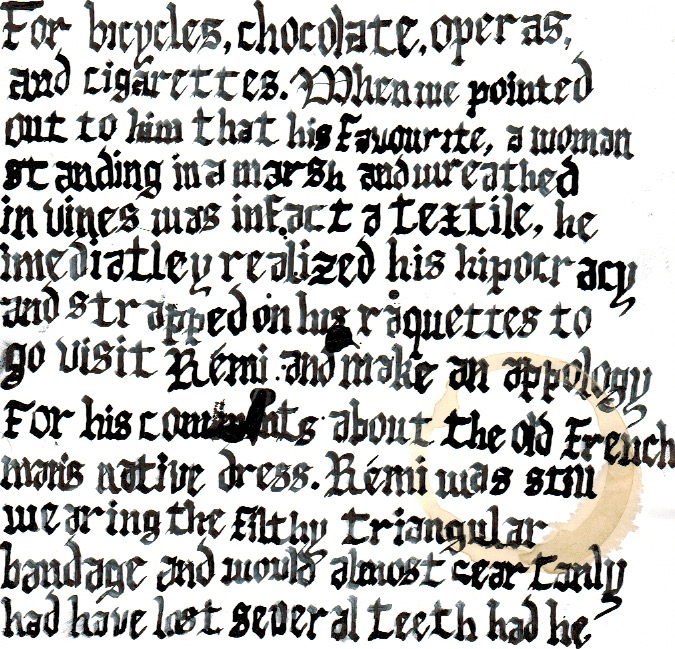 For bicycles, chocolate, operas,
and cigarettes. When we pointed
out to him that his favourite, a woman
standing in a marsh and wreathed
in vines was infact a textile, he
imediatley realized his hipocracy
and strapped on his raquettes to
go visit Rémi and make an appology
For his comments about the old French
man's native dress. Rémi was still
wearing the filthy triangular
bandage and would almost ceartanly
had have lost several teeth had he